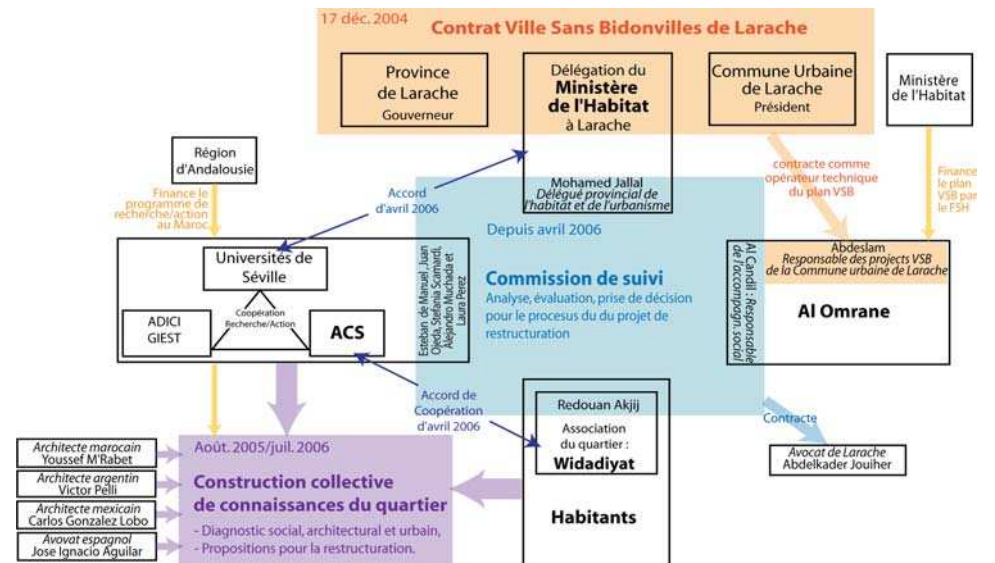 17 déc. 2004
Contrat Ville Sans Bidonvilles de Larache
Province
de Larache
Gouverneur
Délégation du
Ministère
de l'Habitat
à Larache
Commune Urbaine
de Larache
Président
Ministère
de l'Habitat
Région
d'Andalousie
Finance le
programme de
recherche/action
au Maroc.
Accord
d'avril 2006
Mohamed Jallal
Délégué provincial de
l'habitat et de l'urbanisme
contracte comme
opérateur technique
du plan VSB
Finance
le plan
VSB par
le FSH
Universités de
Séville
Coopération
Recherche/Action
ADICI
GIEST
ACS
Esteban de Manuel, Juan
Ojeda, Stefania Scamardi,
Alejandro Muchada et
Laura Perez
Depuis avril 2006
Commission de suivi
Analyse, évaluation, prise de décision
pour le procesus du du projet de
restructuration
Al Candil : Responsable
de l'accompagn. social
Abdeslam
Responsable des projects VSB
de la Commune urbaine de Larache
Al Omrane
Accord de
Coopération
d'avril 2006
Redouan Akjij
Association
du quartier :
Widadiyat
Habitants
Contracte
Avocat de Larache
Abdelkader Jouiher
Architecte marocain
Youssef M'Rabet
Architecte argentin
Victor Pelli
Architecte mexicain
Carlos Gonzalez Lobo
Avovat espagnol
Jose Ignacio Aguilar
Août. 2005/juil. 2006
Construction collective
de connaissances du quartier
- Diagnostic social, architectural et urbain,
- Propositions pour la restructuration.